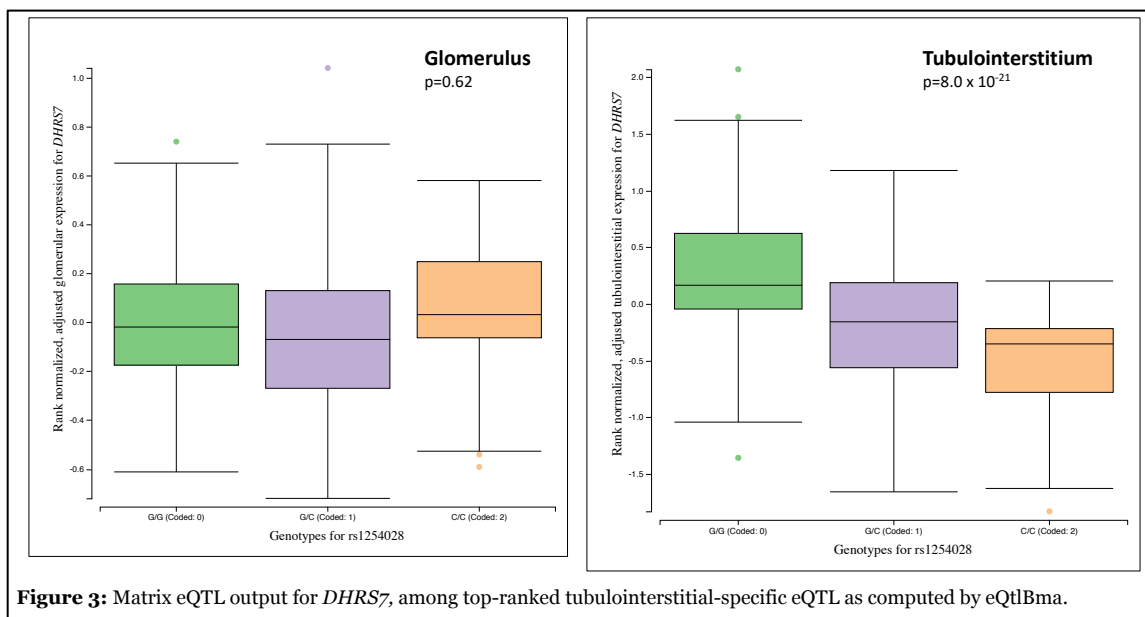 Glomerulus
p=0.62
Rank normalized, adjusted glomerular expression for DHRS7
1.0
0.8
0.6
0.4
0.2
0.0
-0.2
-0.4
-0.6
G/G (Coded: 0)
G/C (Coded: 1)
C/C (Coded: 2)
Genotypes for rs1254028
Tubulointerstitium
p=8.0 x 10-21
Rank normalized, adjusted tubulointerstitial expression for DHRS7
2.0
1.5
1.0
0.5
0.0
-0.5
-1.0
-1.5
G/G (Coded: 0)
G/C (Coded: 1)
C/C (Coded: 2)
Genotypes for rs1254028
Figure 3: Matrix eQTL output for DHRS7, among top-ranked tubulointerstitial-specific eQTL as computed by eQtlBma.